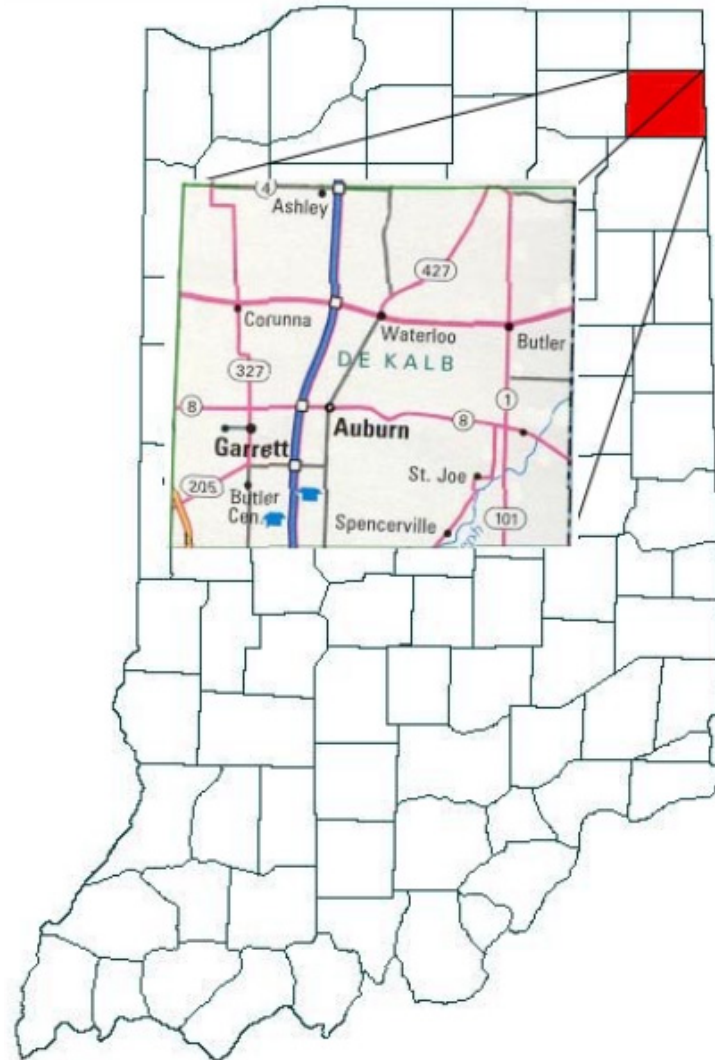 4
Ashley
427
Corunna
Waterloo
Butler
DE KALB
327
1
8
Auburn
8
Garrett
St. Joe
205
Butler
Cen.
Spencerville
101